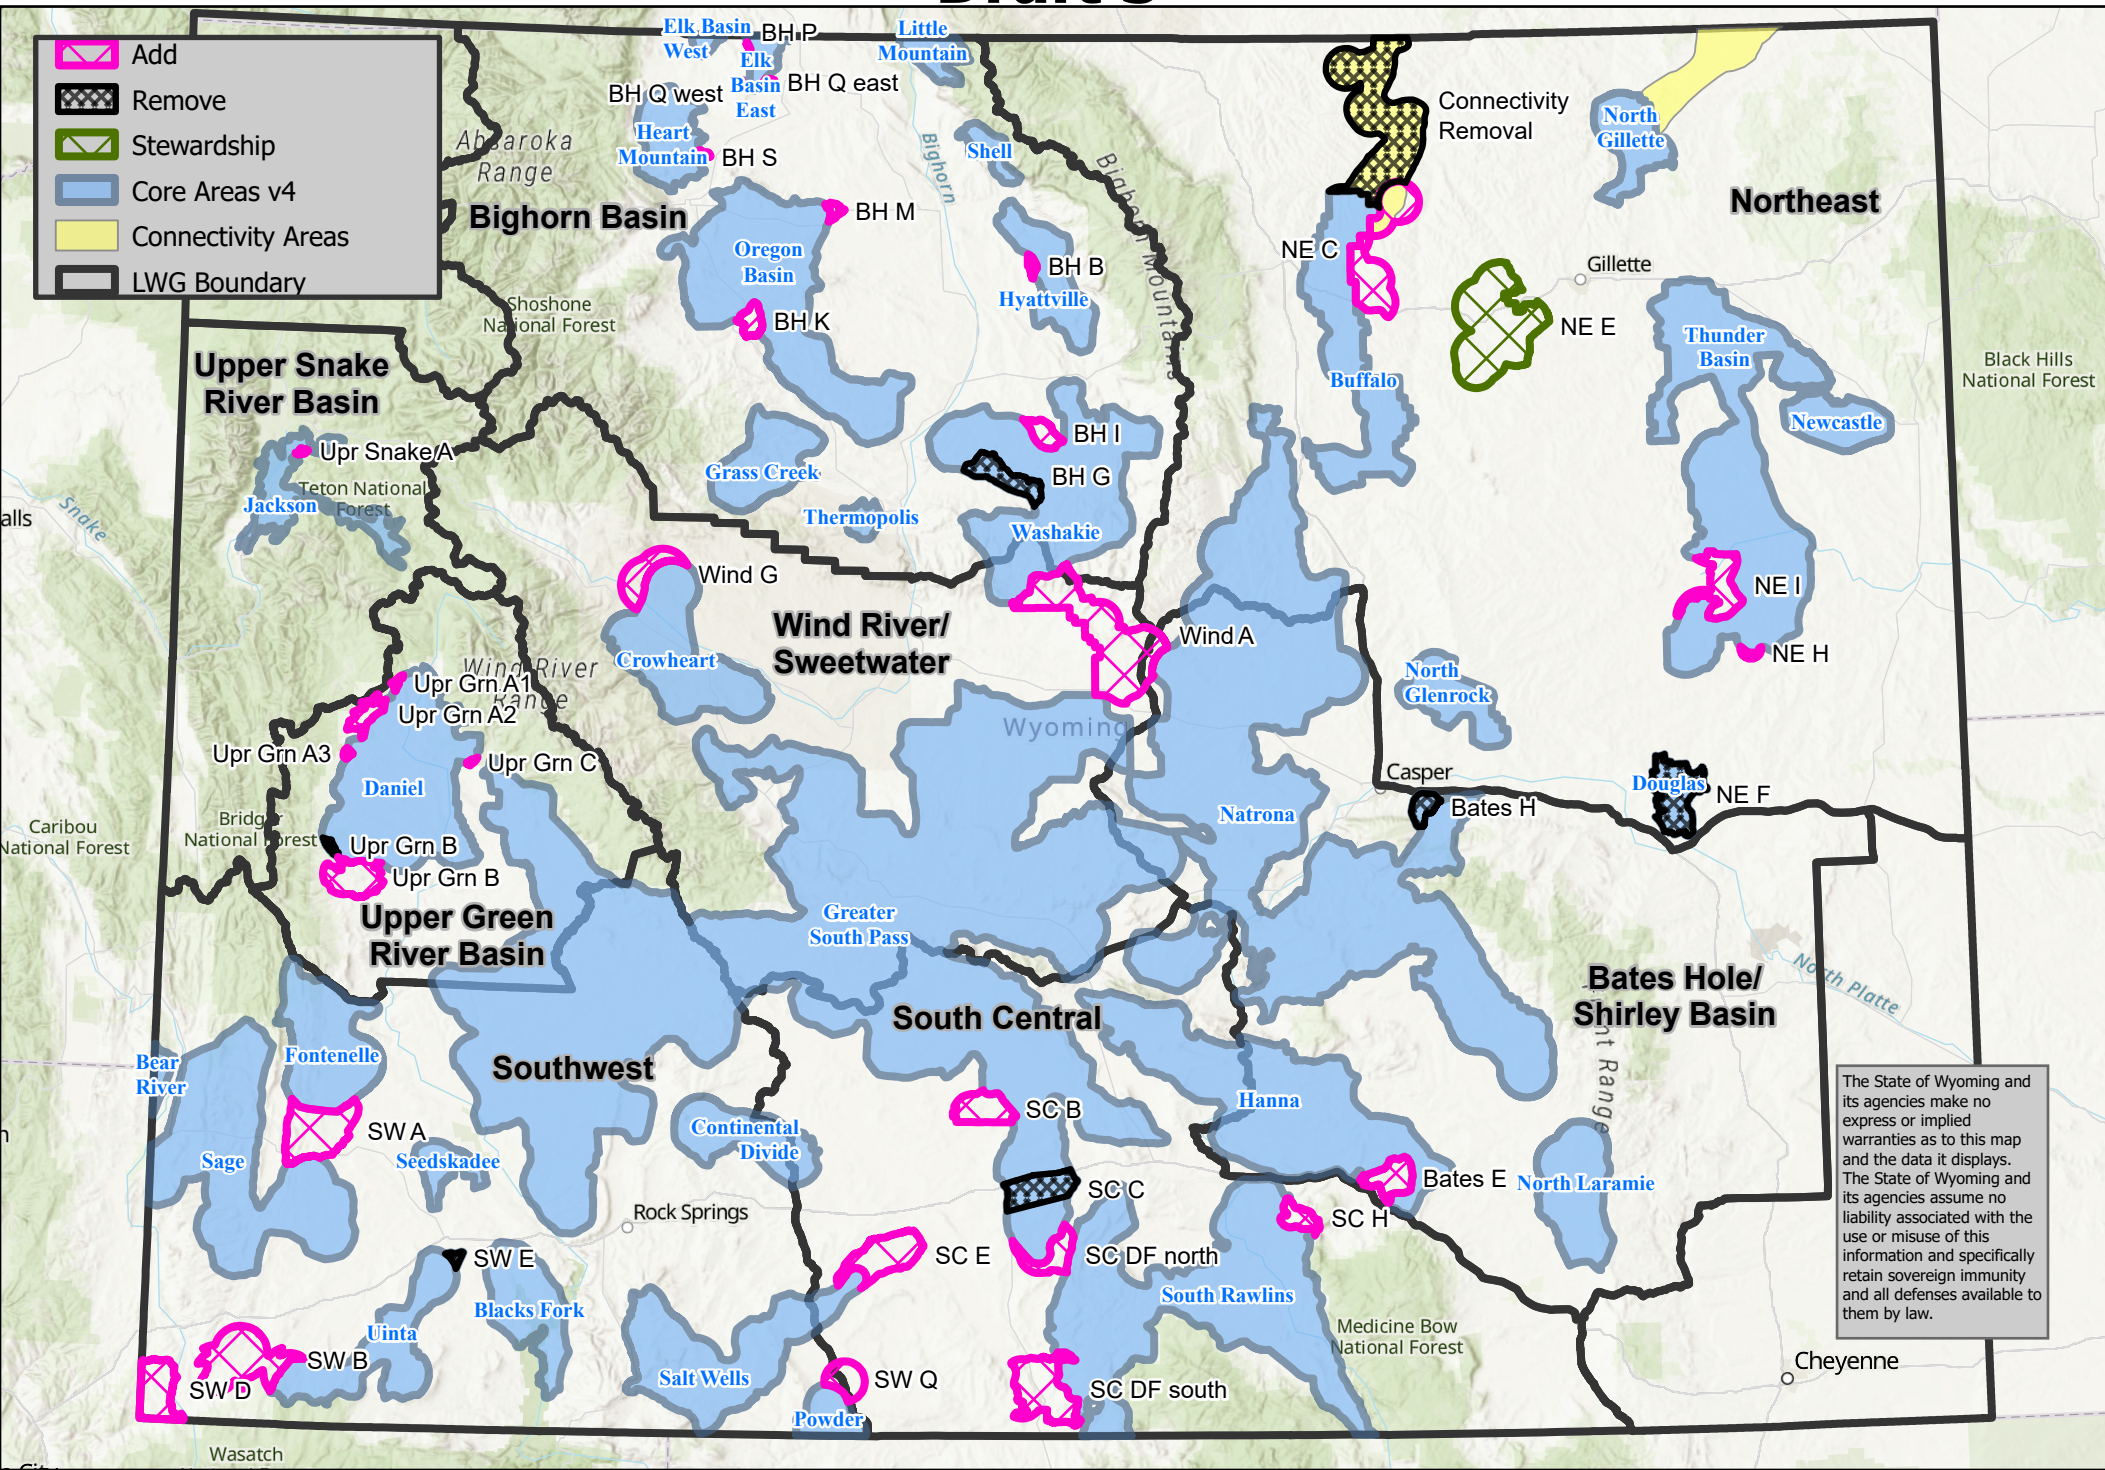 Add
Remove
Stewardship
Core Areas v4
Connectivity Areas
LWG Boundary
Elk Basin
West
BH P
Elk
Basin
East
BH Q east
BH Q west
Little
Mountain
Heart
Mountain
BH S
Absaroka
Range
Bighorn Basin
Bighorn
Shell
Bighorn Mountains
BH M
Oregon
Basin
BH B
Hyattville
BH K
Shoshone
National Forest
Connectivity
Removal
North
Gillette
Northeast
NE C
Gillette
NE E
Buffalo
Thunder
Basin
Newcastle
Black Hills
National Forest
Upper Snake
River Basin
Upr Snake A
Teton National
Forest
Jackson
Snake
alls
Grass Creek
Thermopolis
BH I
BH G
Washakie
Wind G
Wind River/
Sweetwater
Crowheart
Wind A
Wyoming
NE I
NE H
North
Glenrock
Wind River
Range
Upr Grn A1
Upr Grn A2
Upr Grn A3
Upr Grn C
Daniel
Upr Grn B
Upr Grn B
Upper Green
River Basin
Caribou
National Forest
National Forest
Casper
Bates H
Natrona
Douglas
NE F
Greater
South Pass
Bates Hole/
Shirley Basin
North Platte
South Central
Southwest
Bear
River
Fontenelle
SW A
Sage
Seedskadee
Continental
Divide
SC B
Hanna
SC C
Bates E
North Laramie
Range
SC H
Rock Springs
SW E
SC E
SC DF north
South Rawlins
Blacks Fork
Uinta
SW B
SW D
Salt Wells
SW Q
Powder
SC DF south
Medicine Bow
National Forest
Cheyenne
Wasatch
The State of Wyoming and
its agencies make no
express or implied
warranties as to this map
and the data it displays.
The State of Wyoming and
its agencies assume no
liability associated with the
use or misuse of this
information and specifically
retain sovereign immunity
and all defenses available to
them by law.